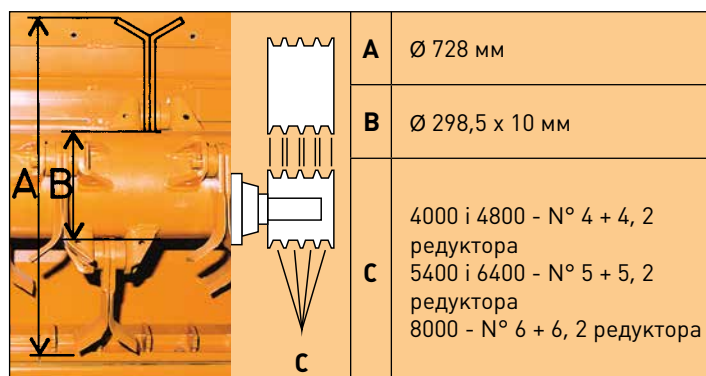 A
B
C
A
Ø 728 мм
B
Ø 298,5 x 10 мм
C
4000 i 4800 - N° 4 + 4, 2
редуктора
5400 i 6400 - N° 5 + 5, 2
редуктора
8000 - N° 6 + 6, 2 редуктора